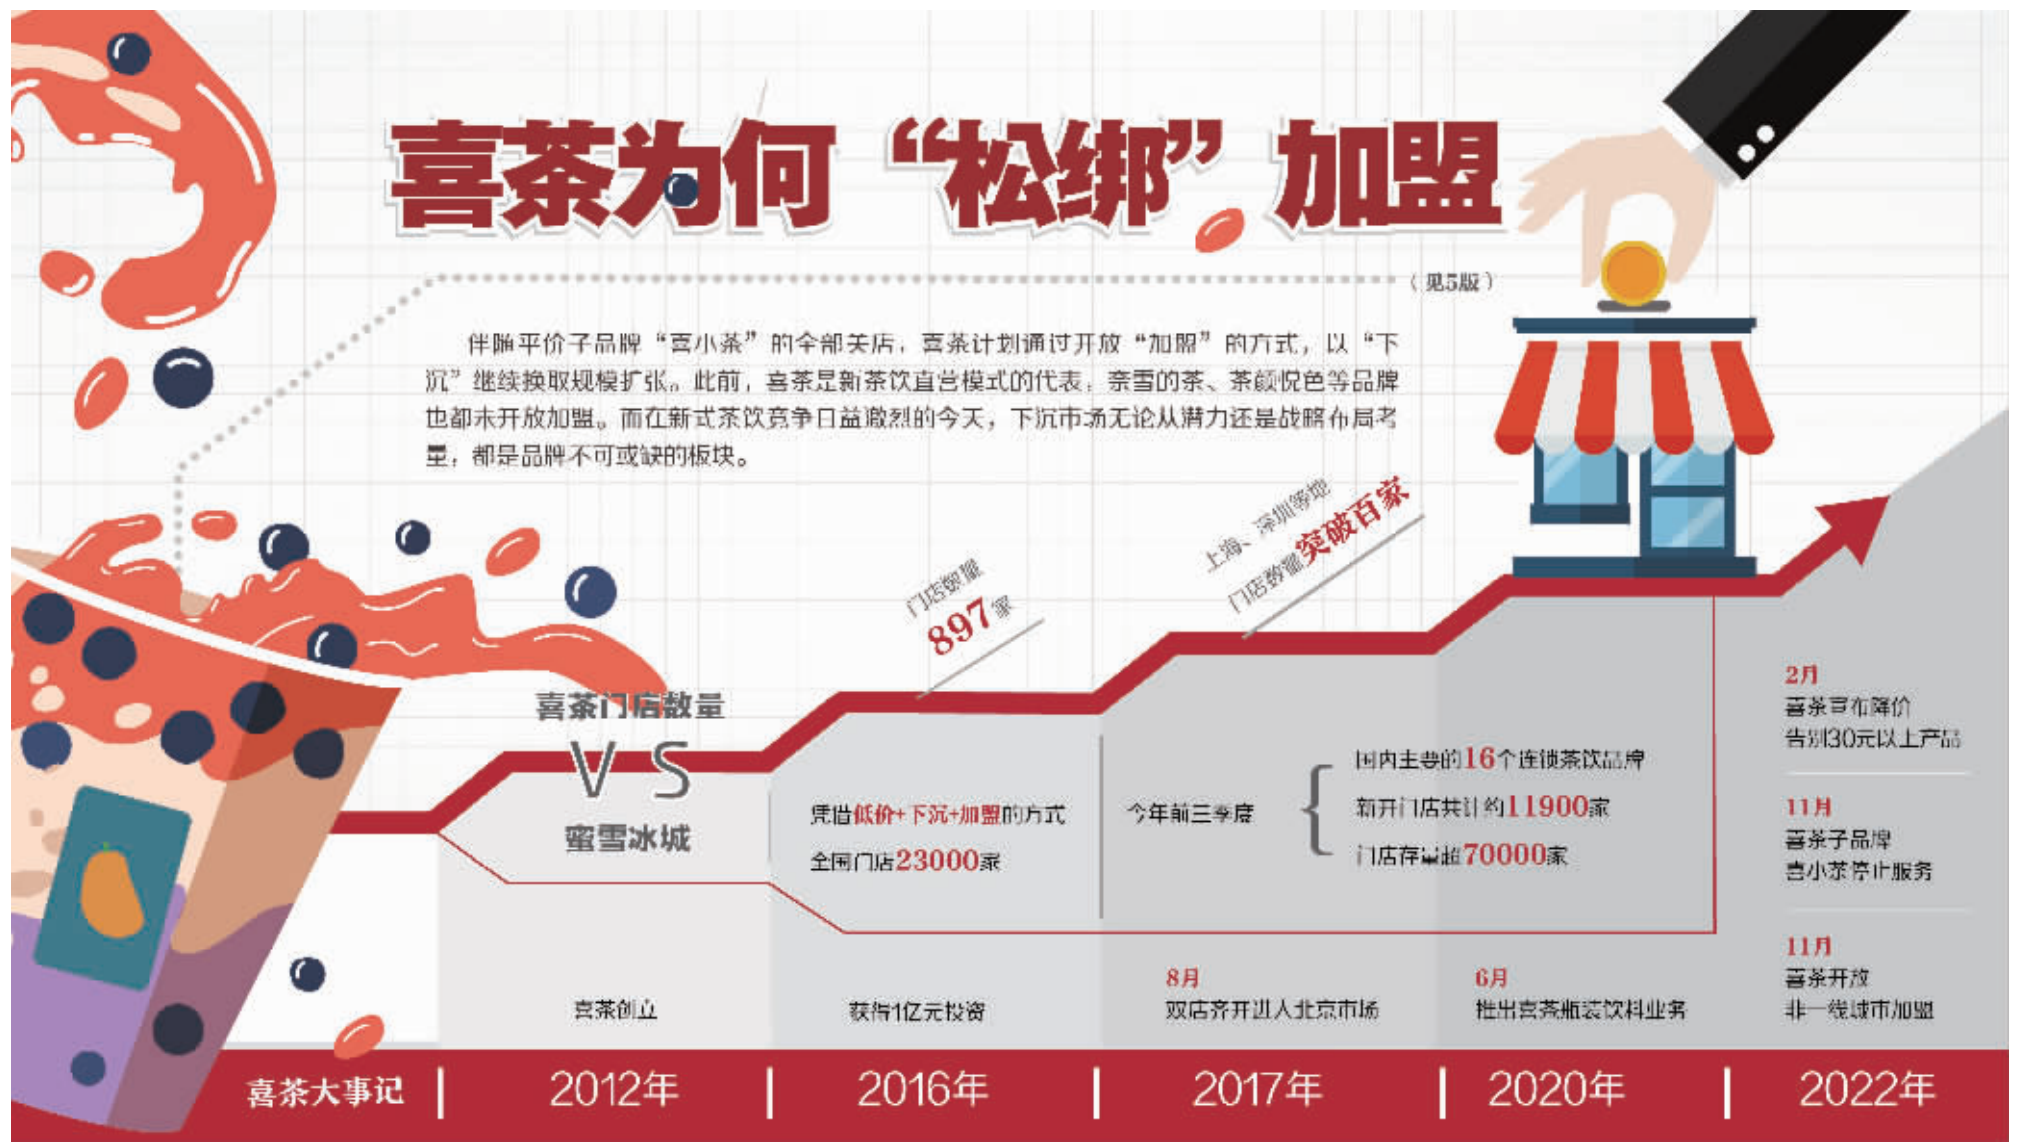 喜茶为何“松绑”加盟
（见5版）
伴随平价子品牌“喜小茶”的全部关店，喜茶计划通过开放“加盟”的方式，以“下
沉”继续换取规模扩张。此前，喜茶是新茶饮直营模式的代表，奈雪的茶、茶颜悦色等品牌
也都未开放加盟。而在新式茶饮竞争日益激烈的今天，下沉市场无论从潜力还是战略布局考
量，都是品牌不可或缺的板块。
喜茶门店数量
VS
蜜雪冰城
门店数量
897家
上海、深圳等地
门店数量突破百家
凭借低价+下沉+加盟的方式
全国门店23000家
今年前三季度
国内主要的16个连锁茶饮品牌
新开门店共计约11900家
门店存量超70000家
喜茶创立
获得1亿元投资
8月
双店齐开进入北京市场
6月
推出喜茶瓶装饮料业务
2月
喜茶宣布降价
告别30元以上产品
11月
喜茶子品牌
喜小茶停止服务
11月
喜茶开放
非一线城市加盟
喜茶大事记
2012年
2016年
2017年
2020年
2022年